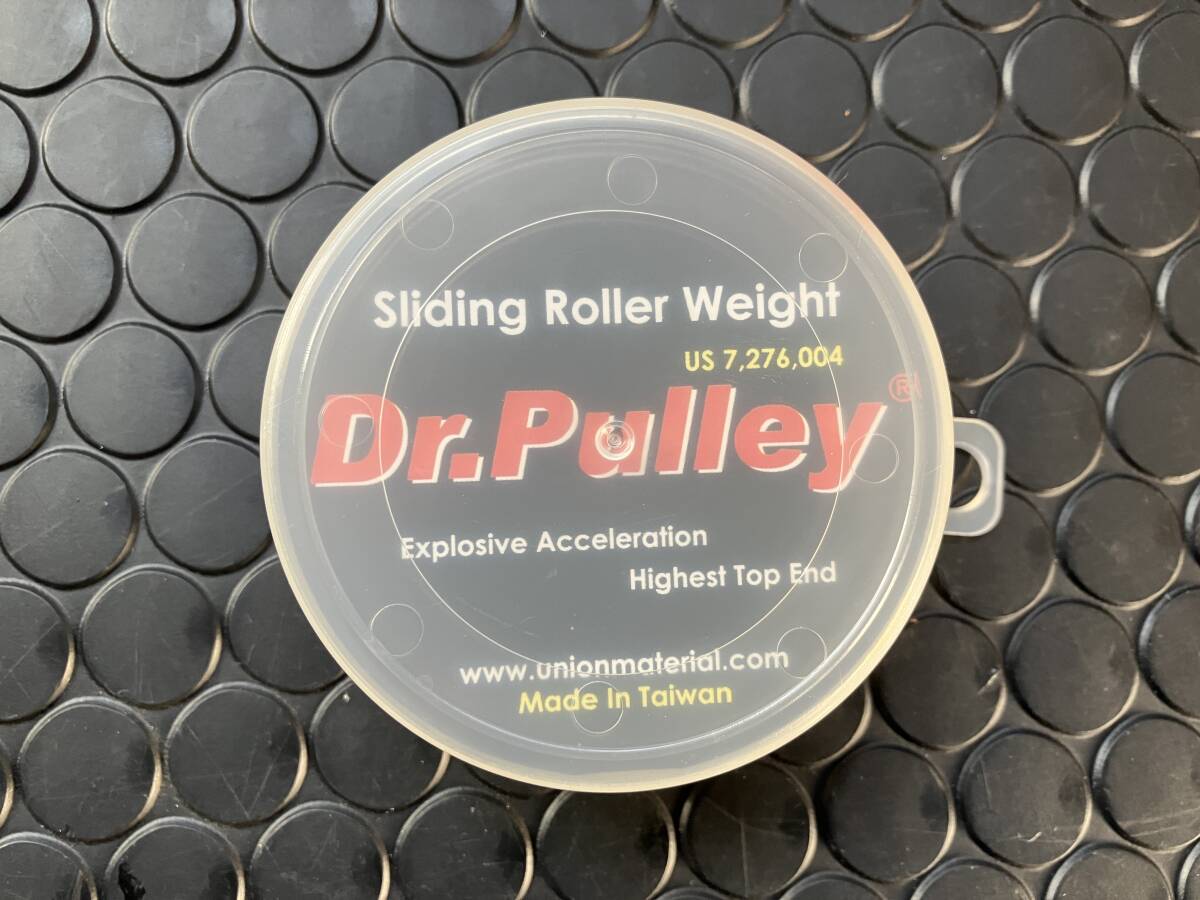 Sliding Roller Weight
US 7,276,004
Dr.Pulley®
Explosive Acceleration
Highest Top End
www.unionmaterial.com
Made In Taiwan